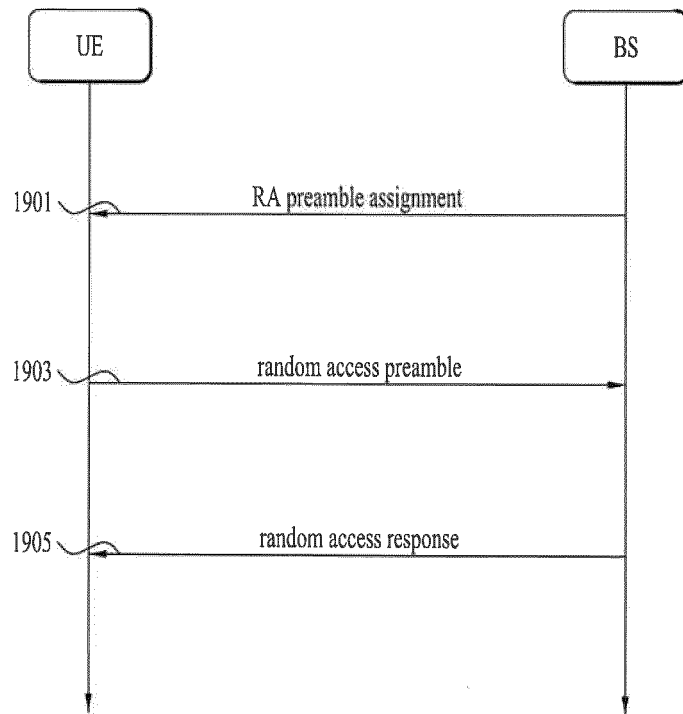 UE
BS
1901
RA preamble assignment
1903
random access preamble
1905
random access response